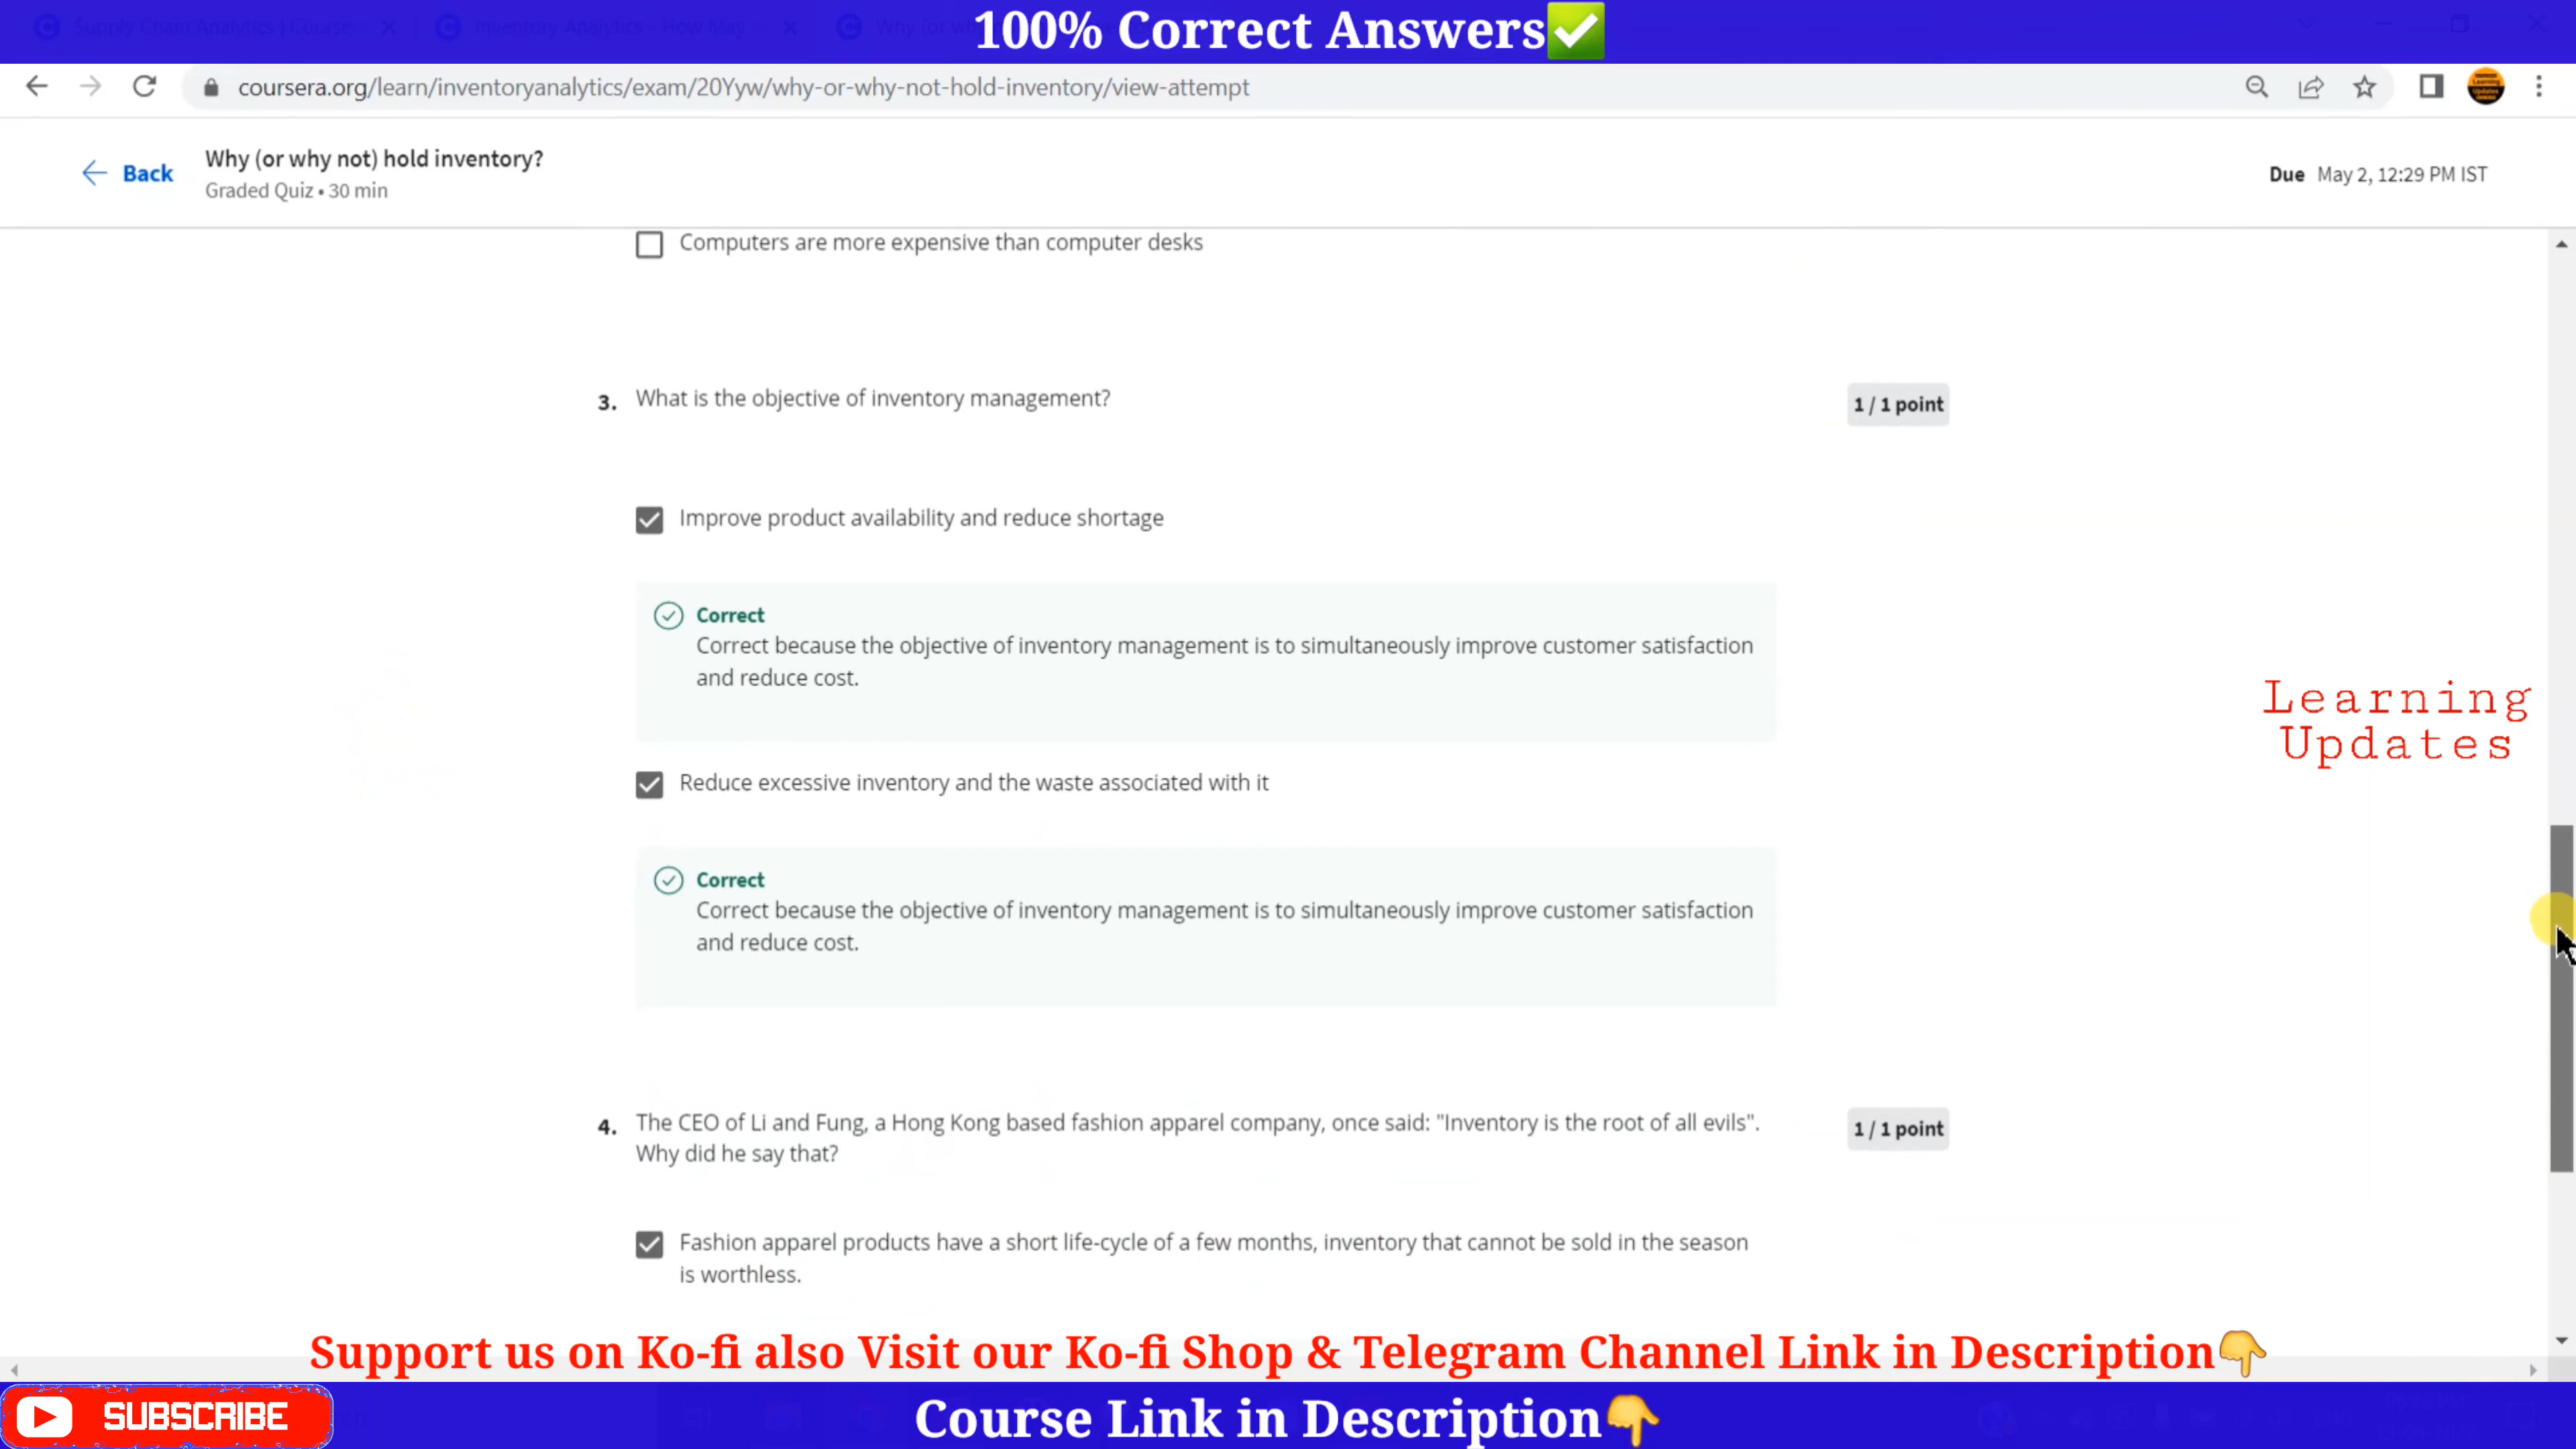 Supply Chain Analytics | Course
Inventory Analytics - How May
100% Correct Answers✅
coursera.org/learn/inventoryanalytics/exam/20Yyw/why-or-why-not-hold-inventory/view-attempt
Back
Why (or why not) hold inventory?
Graded Quiz • 30 min
Due May 2, 12:29 PM IST
Computers are more expensive than computer desks
3. What is the objective of inventory management?
1 / 1 point
Improve product availability and reduce shortage
Correct
Correct because the objective of inventory management is to simultaneously improve customer satisfaction
and reduce cost.
Learning
Updates
Reduce excessive inventory and the waste associated with it
Correct
Correct because the objective of inventory management is to simultaneously improve customer satisfaction
and reduce cost.
4. The CEO of Li and Fung, a Hong Kong based fashion apparel company, once said: "Inventory is the root of all evils".
Why did he say that?
1 / 1 point
Fashion apparel products have a short life-cycle of a few months, inventory that cannot be sold in the season
is worthless.
Support us on Ko-fi also Visit our Ko-fi Shop & Telegram Channel Link in Description👇
SUBSCRIBE
Course Link in Description👇